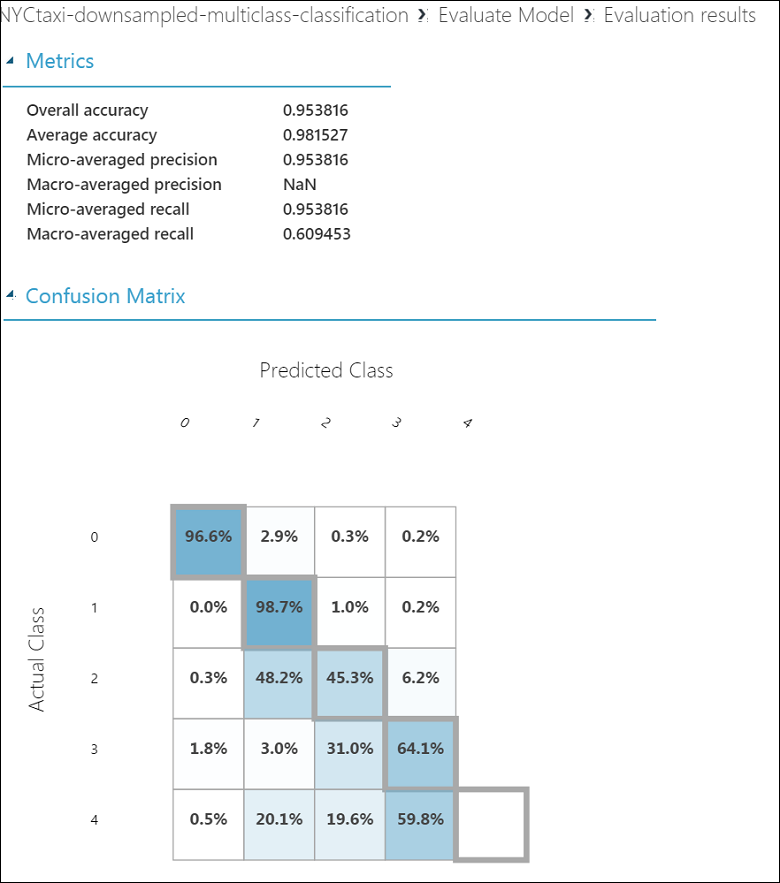 NYCtaxi-downsampled-multiclass-classification › Evaluate Model › Evaluation results
Metrics
Overall accuracy 0.953816
Average accuracy 0.981527
Micro-averaged precision 0.953816
Macro-averaged precision NaN
Micro-averaged recall 0.953816
Macro-averaged recall 0.609453
Confusion Matrix
Predicted Class
0 1 2 3 4
Actual Class
0 96.6% 2.9% 0.3% 0.2%
1 0.0% 98.7% 1.0% 0.2%
2 0.3% 48.2% 45.3% 6.2%
3 1.8% 3.0% 31.0% 64.1%
4 0.5% 20.1% 19.6% 59.8%